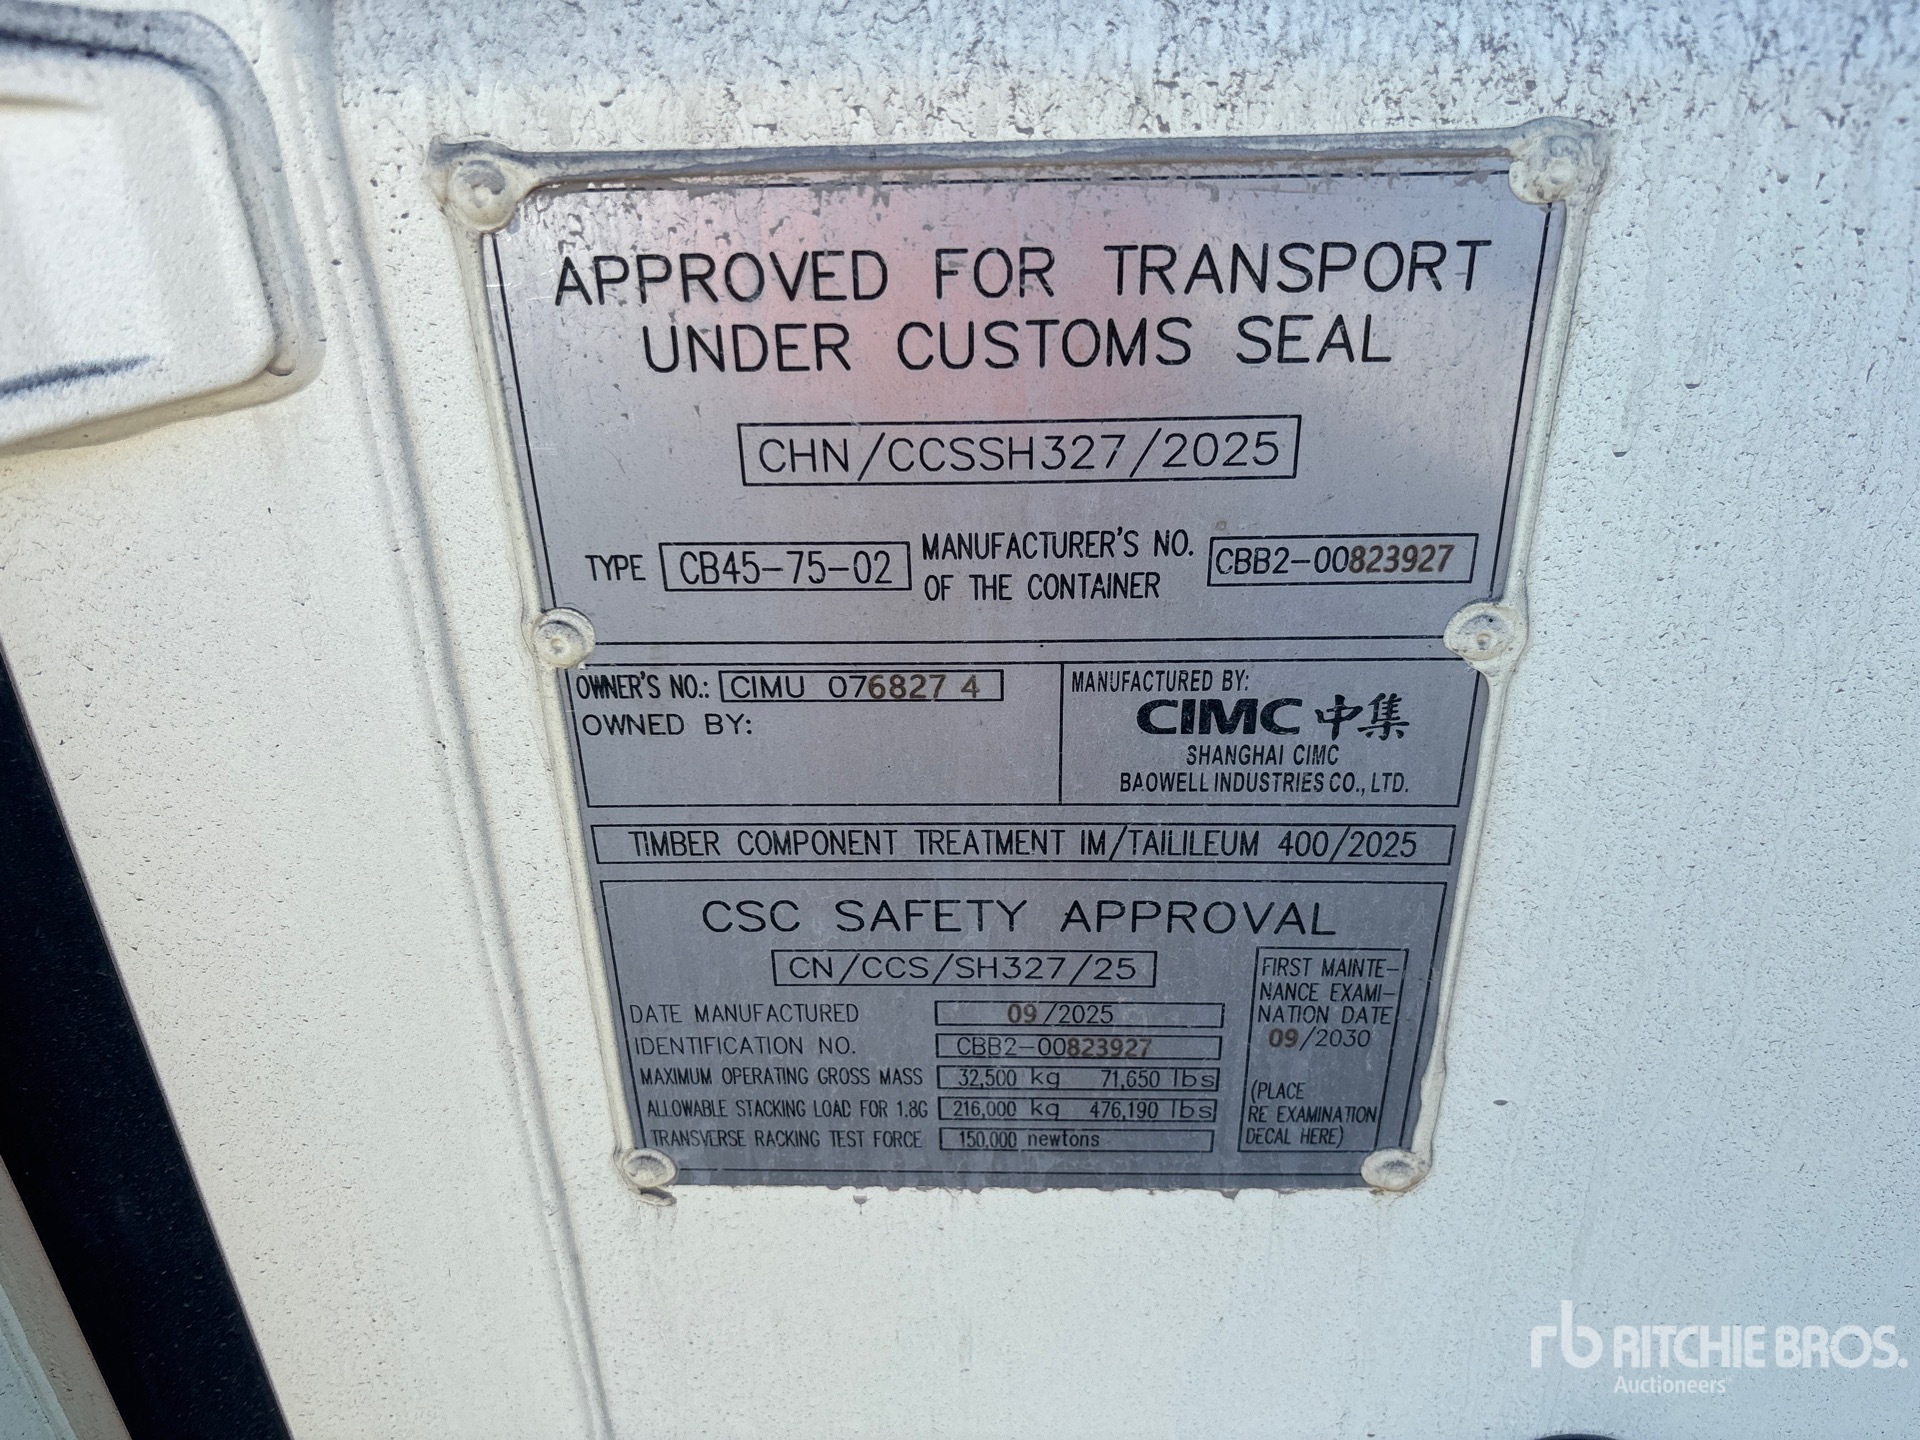 APPROVED FOR TRANSPORT
UNDER CUSTOMS SEAL
CHN/CCSSH327/2025
TYPE CB45-75-02 MANUFACTURER'S NO. OF THE CONTAINER CBB2-00823927
OWNER'S NO.: CIMU 076827 4
OWNED BY:
MANUFACTURED BY:
CIMC 中集
SHANGHAI CIMC
BAOWELL INDUSTRIES CO., LTD.
TIMBER COMPONENT TREATMENT IM/TAILILEUM 400/2025
CSC SAFETY APPROVAL
CN/CCS/SH327/25
DATE MANUFACTURED 09/2025
IDENTIFICATION NO. CBB2-00823927
MAXIMUM OPERATING GROSS MASS 32,500 kg 71,650 lbs
ALLOWABLE STACKING LOAD FOR 1.8G 216,000 kg 476,190 lbs
TRANSVERSE RACKING TEST FORCE 150,000 newtons
FIRST MAINTE-
NANCE EXAMI-
NATION DATE
09/2030
(PLACE
RE EXAMINATION
DECAL HERE)
rb RITCHIE BROS.
Auctioneers